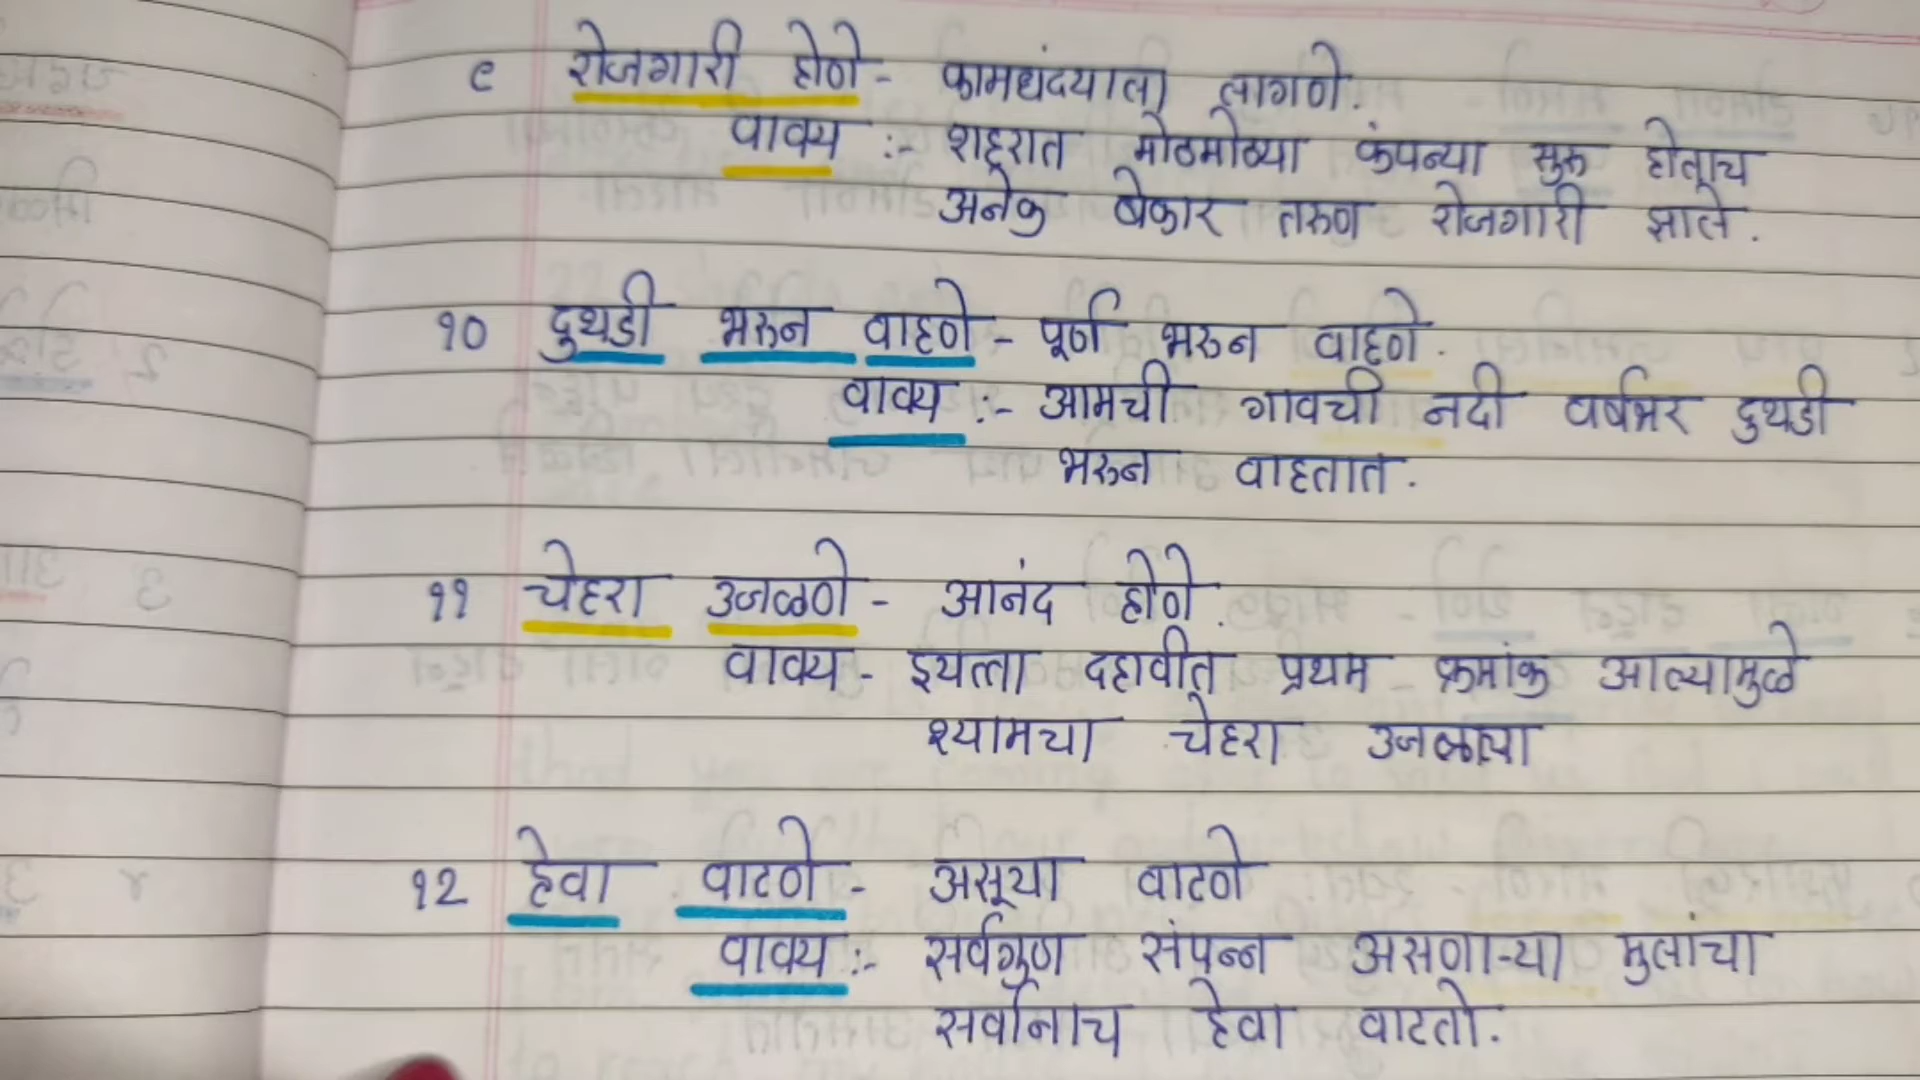 ९ रोजगारी होणे - कामधंदयाला लागणे.
वाक्य :- शहरात मोठमोठ्या कंपन्या सुरु होताच
अनेक बेकार तरुण रोजगारी झाले.
१० दुथडी भरुन वाहणे - पूर्ण भरुन वाहणे.
वाक्य :- आमची गावची नदी वर्षभर दुथडी
भरुन वाहतात.
११ चेहरा उजळणे - आनंद होणे.
वाक्य - इयत्ता दहावीत प्रथम क्रमांक आल्यामुळे
श्यामचा चेहरा उजळला
१२ हेवा वाटणे - असूया वाटणे
वाक्य :- सर्वगुण संपन्न असणाऱ्या मुलांचा
सर्वानाच हेवा वाटतो.